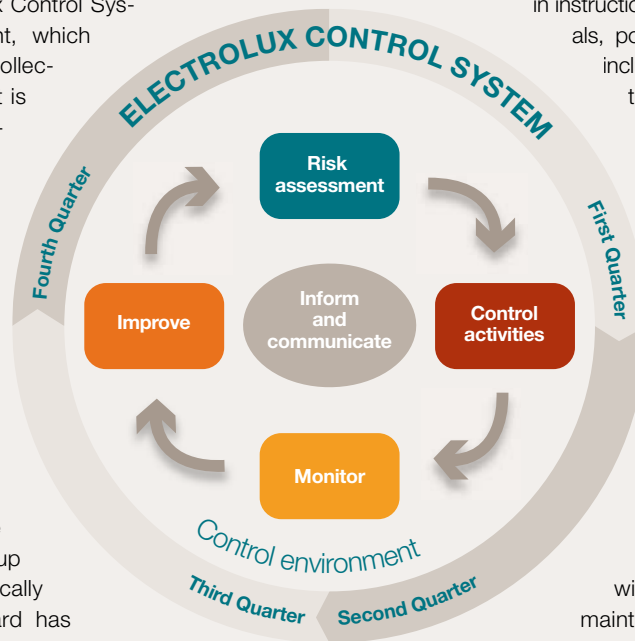 x Control Sys-
nt, which
ollec-
t is
in instruction
als, po
incl
t
ELECTROLUX CONTROL SYSTEM
Fourth Quarter
First Quarter
Risk
assessment
Improve
Inform
and
communicate
Control
activities
Monitor
Control environment
Third Quarter
Second Quarter
up
cally
ard has
wi
maint